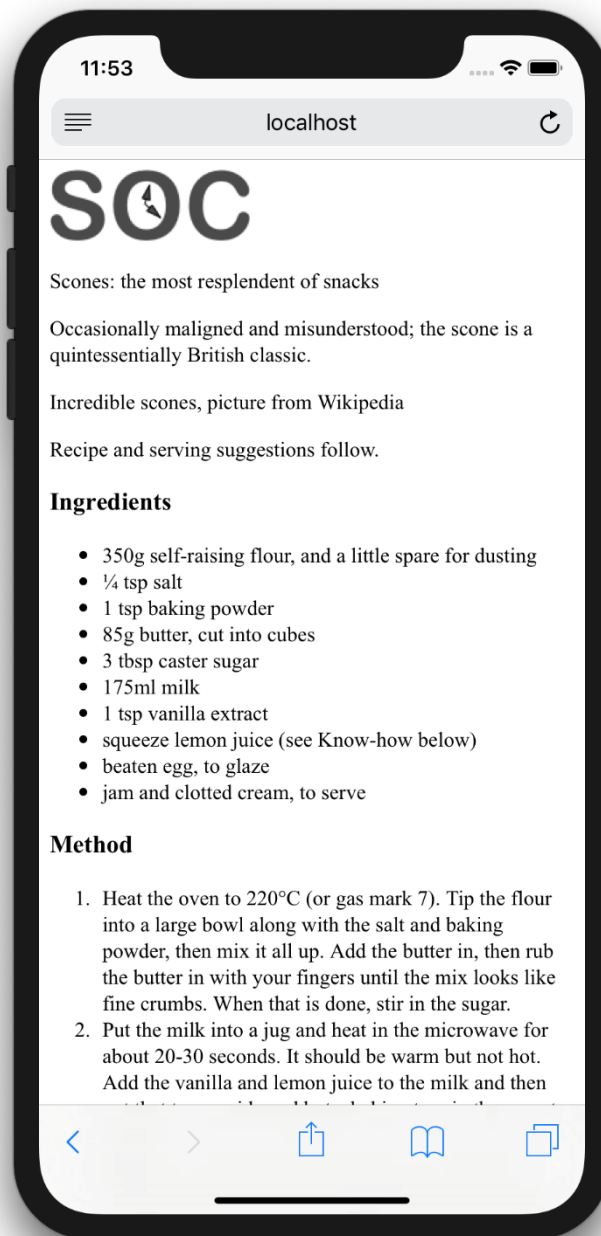 11:53
localhost
SOC
Scones: the most resplendent of snacks
Occasionally maligned and misunderstood; the scone is a
quintessentially British classic.
Incredible scones, picture from Wikipedia
Recipe and serving suggestions follow.
Ingredients
• 350g self-raising flour, and a little spare for dusting
• ¼ tsp salt
• 1 tsp baking powder
• 85g butter, cut into cubes
• 3 tbsp caster sugar
• 175ml milk
• 1 tsp vanilla extract
• squeeze lemon juice (see Know-how below)
• beaten egg, to glaze
• jam and clotted cream, to serve
Method
1. Heat the oven to 220°C (or gas mark 7). Tip the flour
into a large bowl along with the salt and baking
powder, then mix it all up. Add the butter in, then rub
the butter in with your fingers until the mix looks like
fine crumbs. When that is done, stir in the sugar.
2. Put the milk into a jug and heat in the microwave for
about 20-30 seconds. It should be warm but not hot.
Add the vanilla and lemon juice to the milk and then